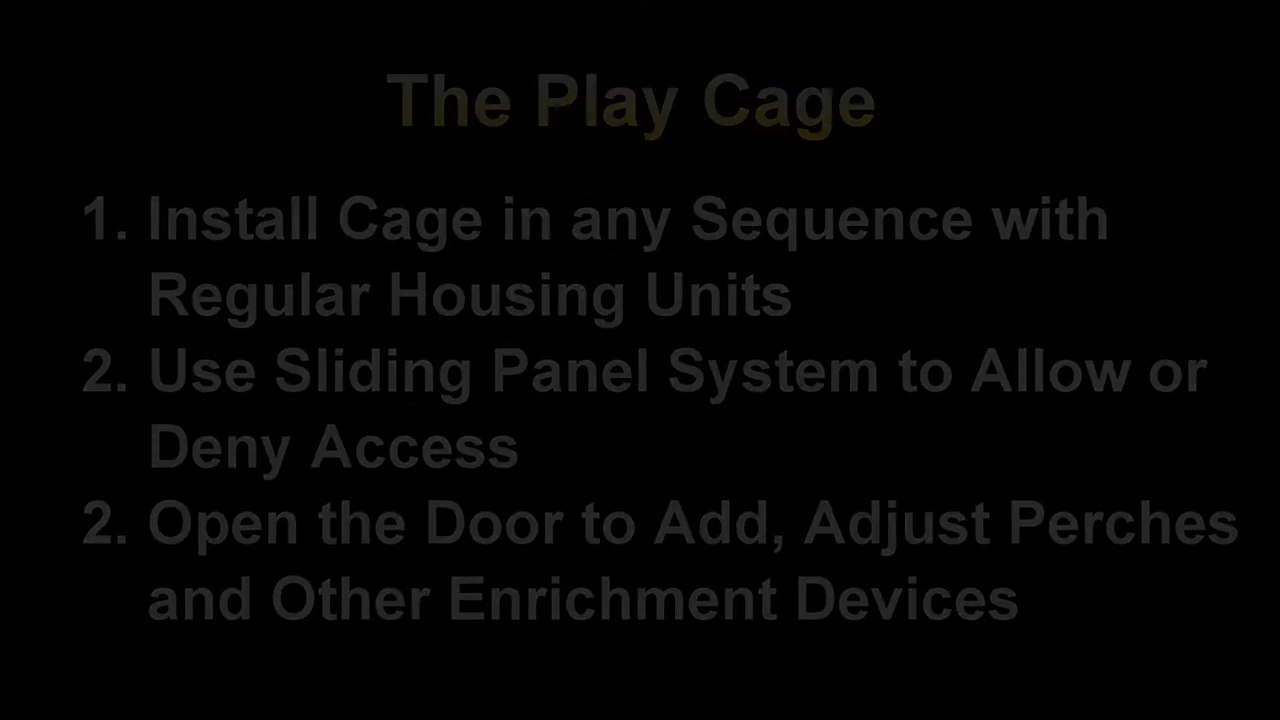 The Play Cage
1. Install Cage in any Sequence with
Regular Housing Units
2. Use Sliding Panel System to Allow or
Deny Access
2. Open the Door to Add, Adjust Perches
and Other Enrichment Devices